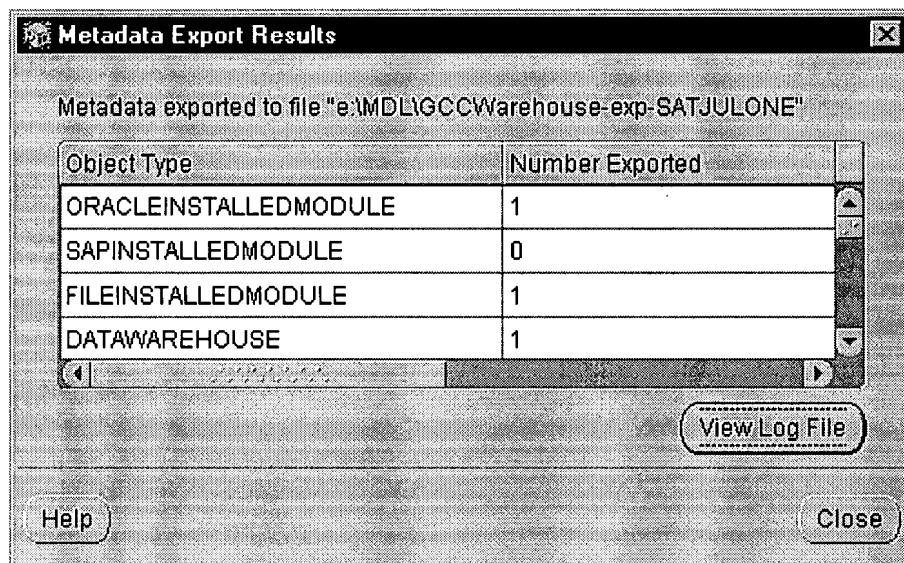 Metadata Export Results
Metadata exported to file "e:\MDL\GCCWarehouse-exp-SATJULONE"
Object Type Number Exported
ORACLEINSTALLEDMODULE 1
SAPINSTALLEDMODULE 0
FILEINSTALLEDMODULE 1
DATAWAREHOUSE 1
View Log File
Help Close